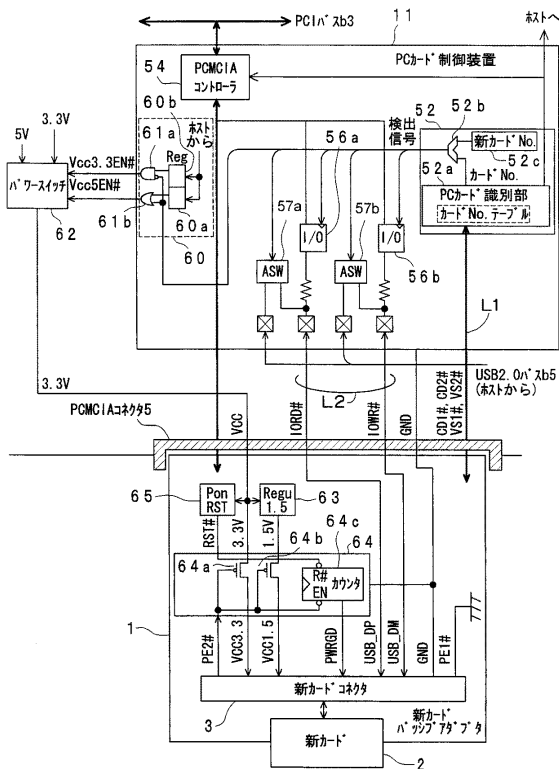 ホストへ
PCIバスb3
11
PCカード制御装置
54
PCMCIA
コントローラ
60b
61a
ホスト
から
Reg
3.3V
5V
Vcc3.3EN#
Vcc5EN#
パワースイッチ
62
61b
60a
60
56a
検出
信号
52
52b
新カードNo.
52c
カードNo.
52a
PCカード識別部
カードNo.テーブル
57a
57b
I/O
I/O
ASW
ASW
56b
L1
USB2.0バスb5
(ホストから)
L2
3.3V
PCMCIAコネクタ5
VCC
IORD#
IOWR#
GND
CD1#,CD2#
VS1#,VS2#
65
Pon
RST
Regu
1.5
63
RST#
3.3V
1.5V
64b
64c
64
64a
R#
EN
カウンタ
1
PE2#
VCC3.3
VCC1.5
PWRGD
USB_DP
USB_DM
GND
PE1#
新カードコネクタ
3
新カード
パッシブアダプタ
新カード
2